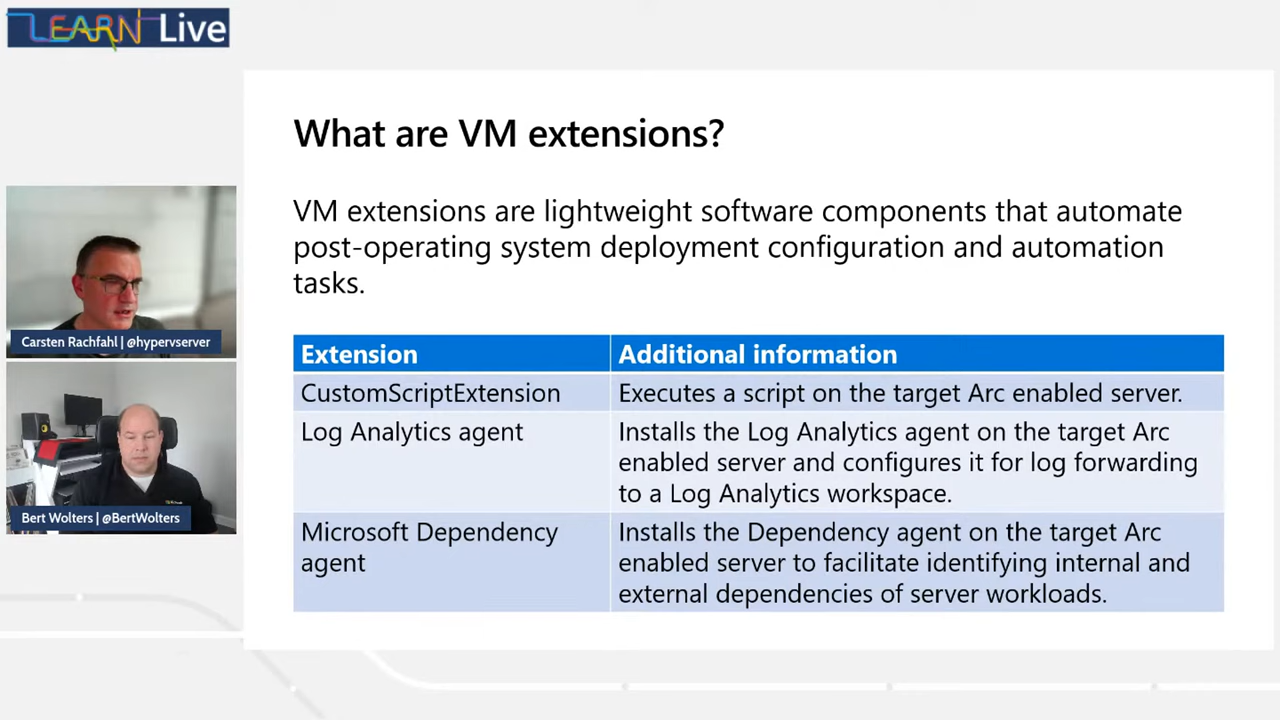 LEARN Live
What are VM extensions?
VM extensions are lightweight software components that automate
post-operating system deployment configuration and automation
tasks.
Extension Additional information
CustomScriptExtension Executes a script on the target Arc enabled server.
Log Analytics agent Installs the Log Analytics agent on the target Arc
enabled server and configures it for log forwarding
to a Log Analytics workspace.
Microsoft Dependency Installs the Dependency agent on the target Arc
agent enabled server to facilitate identifying internal and
external dependencies of server workloads.
Carsten Rachfahl | @hypervserver
Bert Wolters | @BertWolters